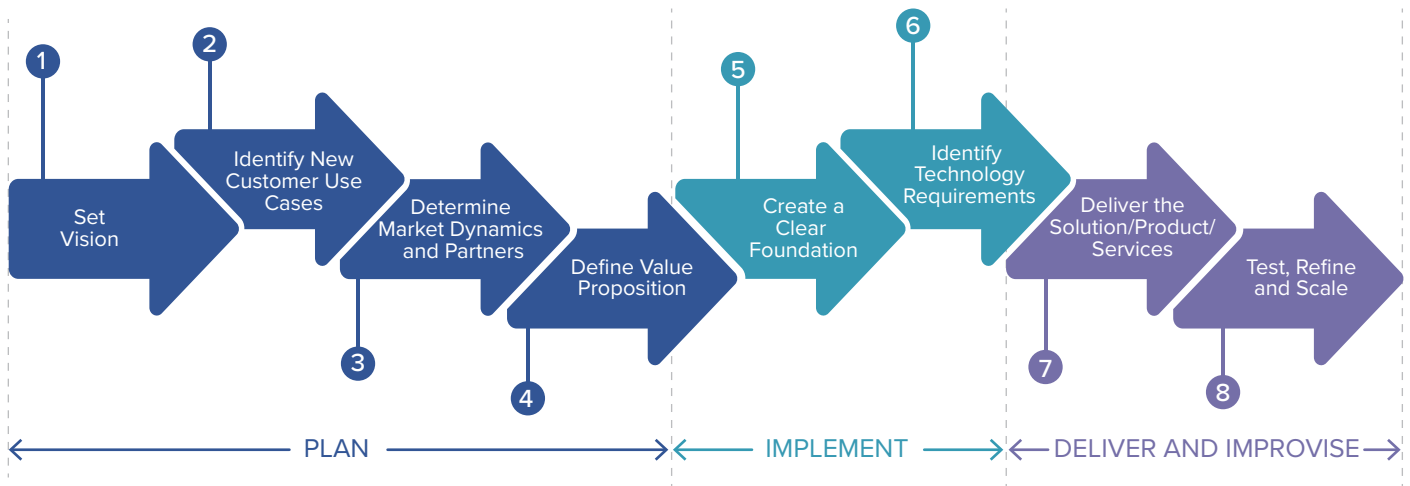 1
Set
Vision
2
Identify New
Customer Use
Cases
3
Determine
Market Dynamics
and Partners
4
Define Value
Proposition
5
Create a
Clear
Foundation
6
Identify
Technology
Requirements
7
Deliver the
Solution/Product/
Services
8
Test, Refine
and Scale
PLAN
IMPLEMENT
DELIVER AND IMPROVISE